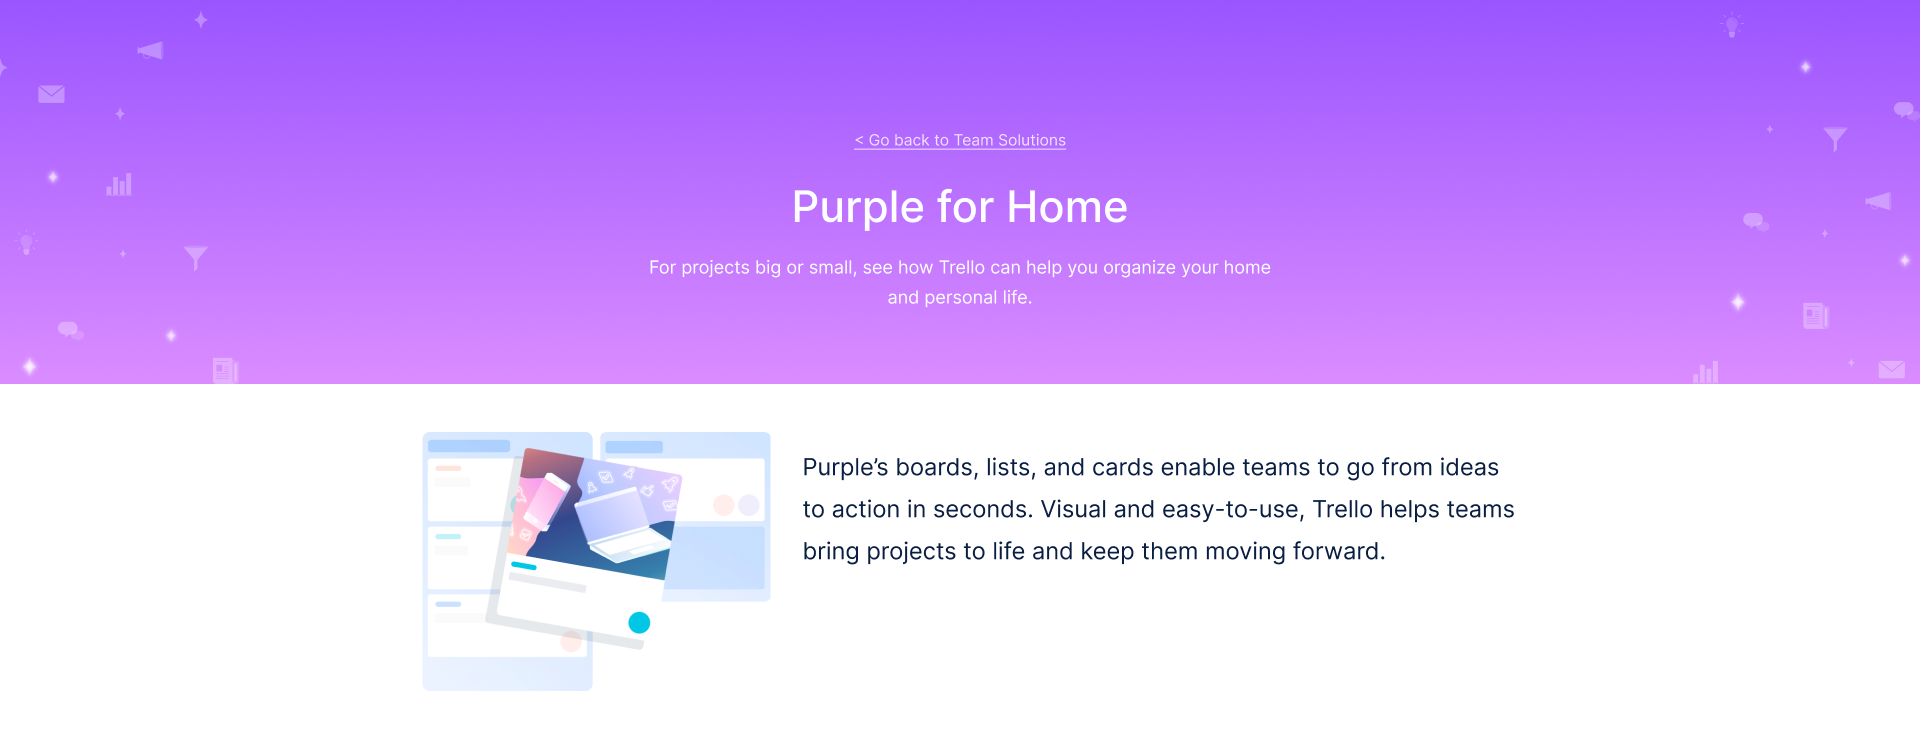 < Go back to Team Solutions
Purple for Home
For projects big or small, see how Trello can help you organize your home
and personal life.
Purple’s boards, lists, and cards enable teams to go from ideas
to action in seconds. Visual and easy-to-use, Trello helps teams
bring projects to life and keep them moving forward.